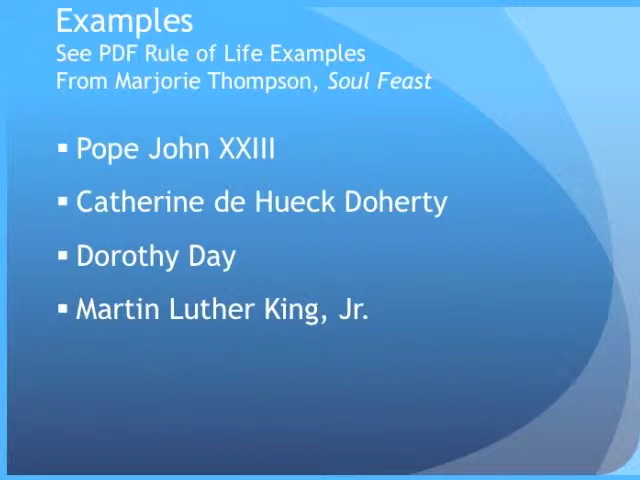 Examples
See PDF Rule of Life Examples
From Marjorie Thompson, Soul Feast
▪ Pope John XXIII
▪ Catherine de Hueck Doherty
▪ Dorothy Day
▪ Martin Luther King, Jr.